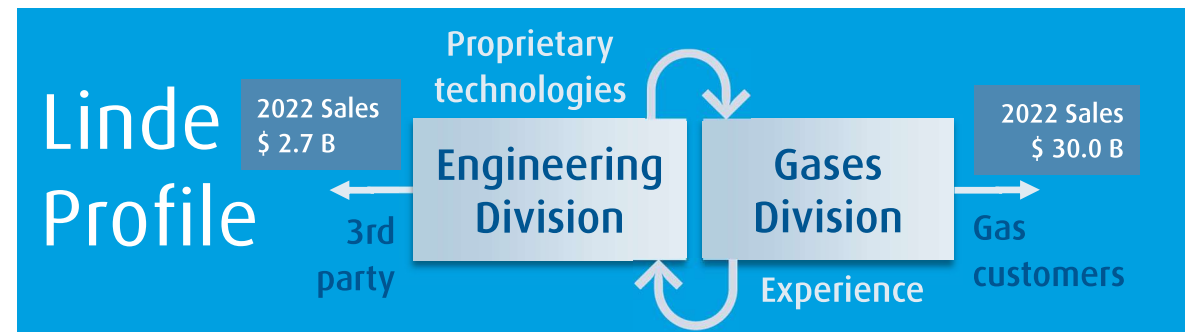 Linde
Profile
2022 Sales
$ 2.7 B
3rd
party
Proprietary
technologies
Engineering
Division
Gases
Division
Experience
2022 Sales
$ 30.0 B
Gas
customers